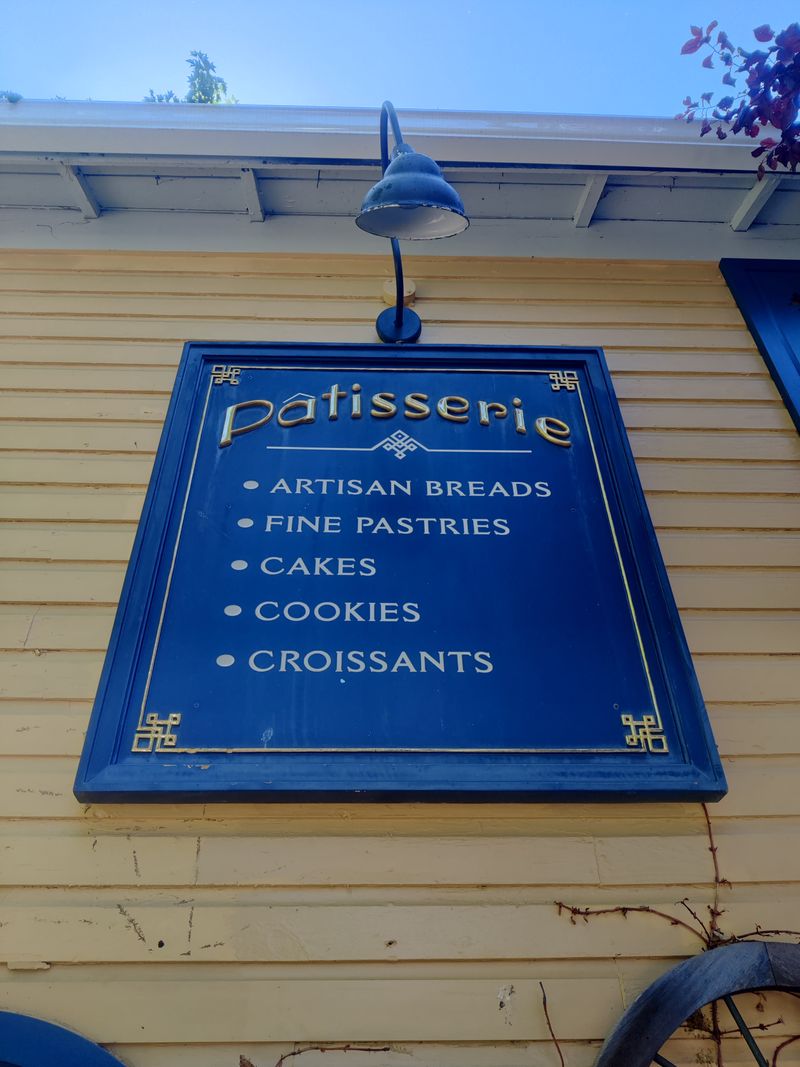 Pâtisserie
• ARTISAN BREADS
• FINE PASTRIES
• CAKES
• COOKIES
• CROISSANTS